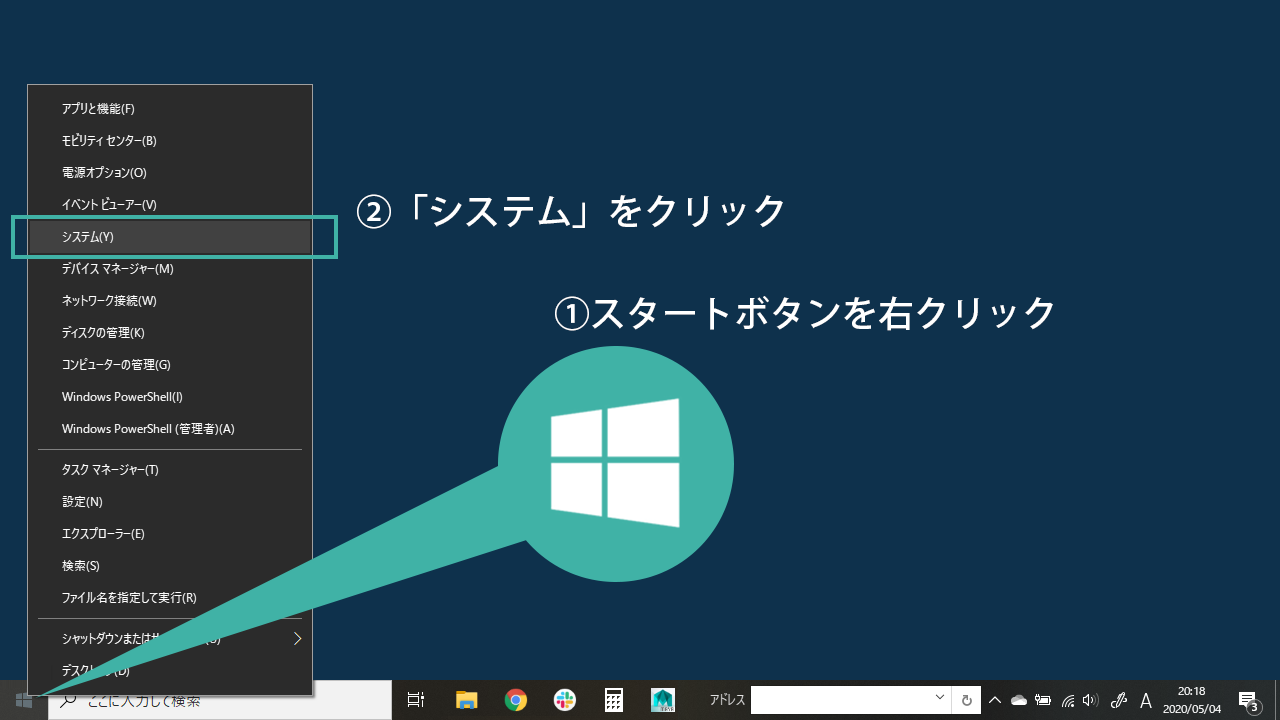 アプリと機能(F)
モビリティ センター(B)
電源オプション(O)
イベント ビューアー(V)
システム(Y)
デバイス マネージャー(M)
ネットワーク接続(W)
ディスクの管理(K)
コンピューターの管理(G)
Windows PowerShell(I)
Windows PowerShell (管理者)(A)
タスク マネージャー(T)
設定(N)
エクスプローラー(E)
検索(S)
ファイル名を指定して実行(R)
シャットダウンまたはサ
(D)
②「システム」をクリック
①スタートボタンを右クリック
ここに入力して検索
アドレス
A
20:18
2020/05/04
3